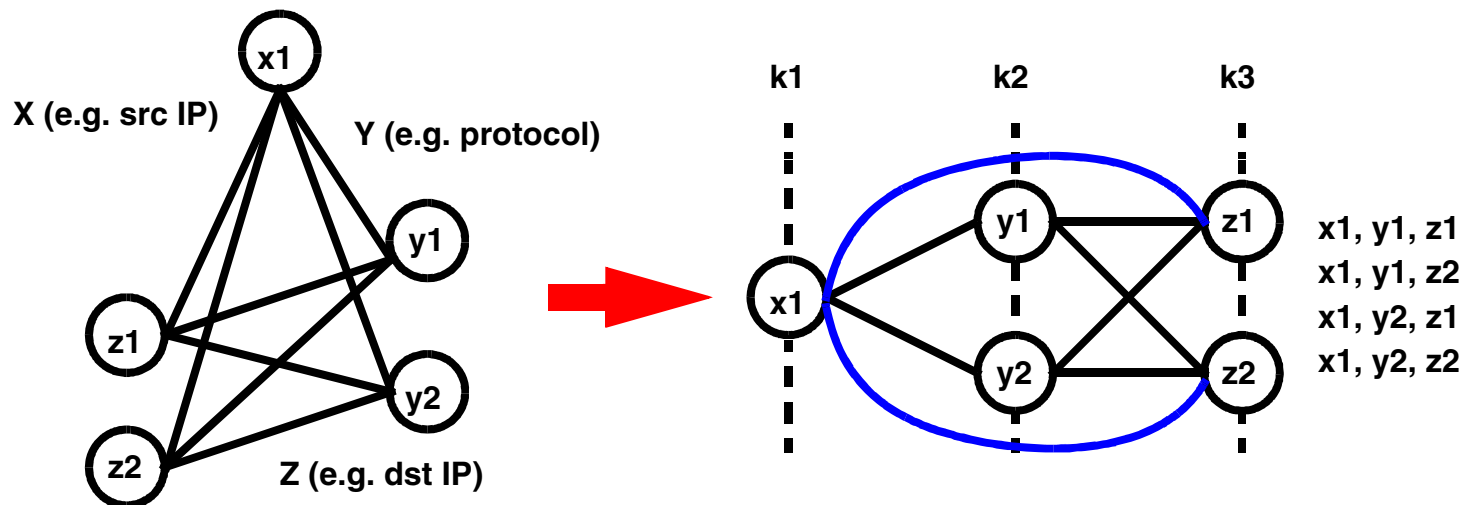 x1
X (e.g. src IP)
Y (e.g. protocol)
y1
z1
y2
z2
Z (e.g. dst IP)
k1
k2
k3
y1
z1
x1
y2
z2
x1, y1, z1
x1, y1, z2
x1, y2, z1
x1, y2, z2